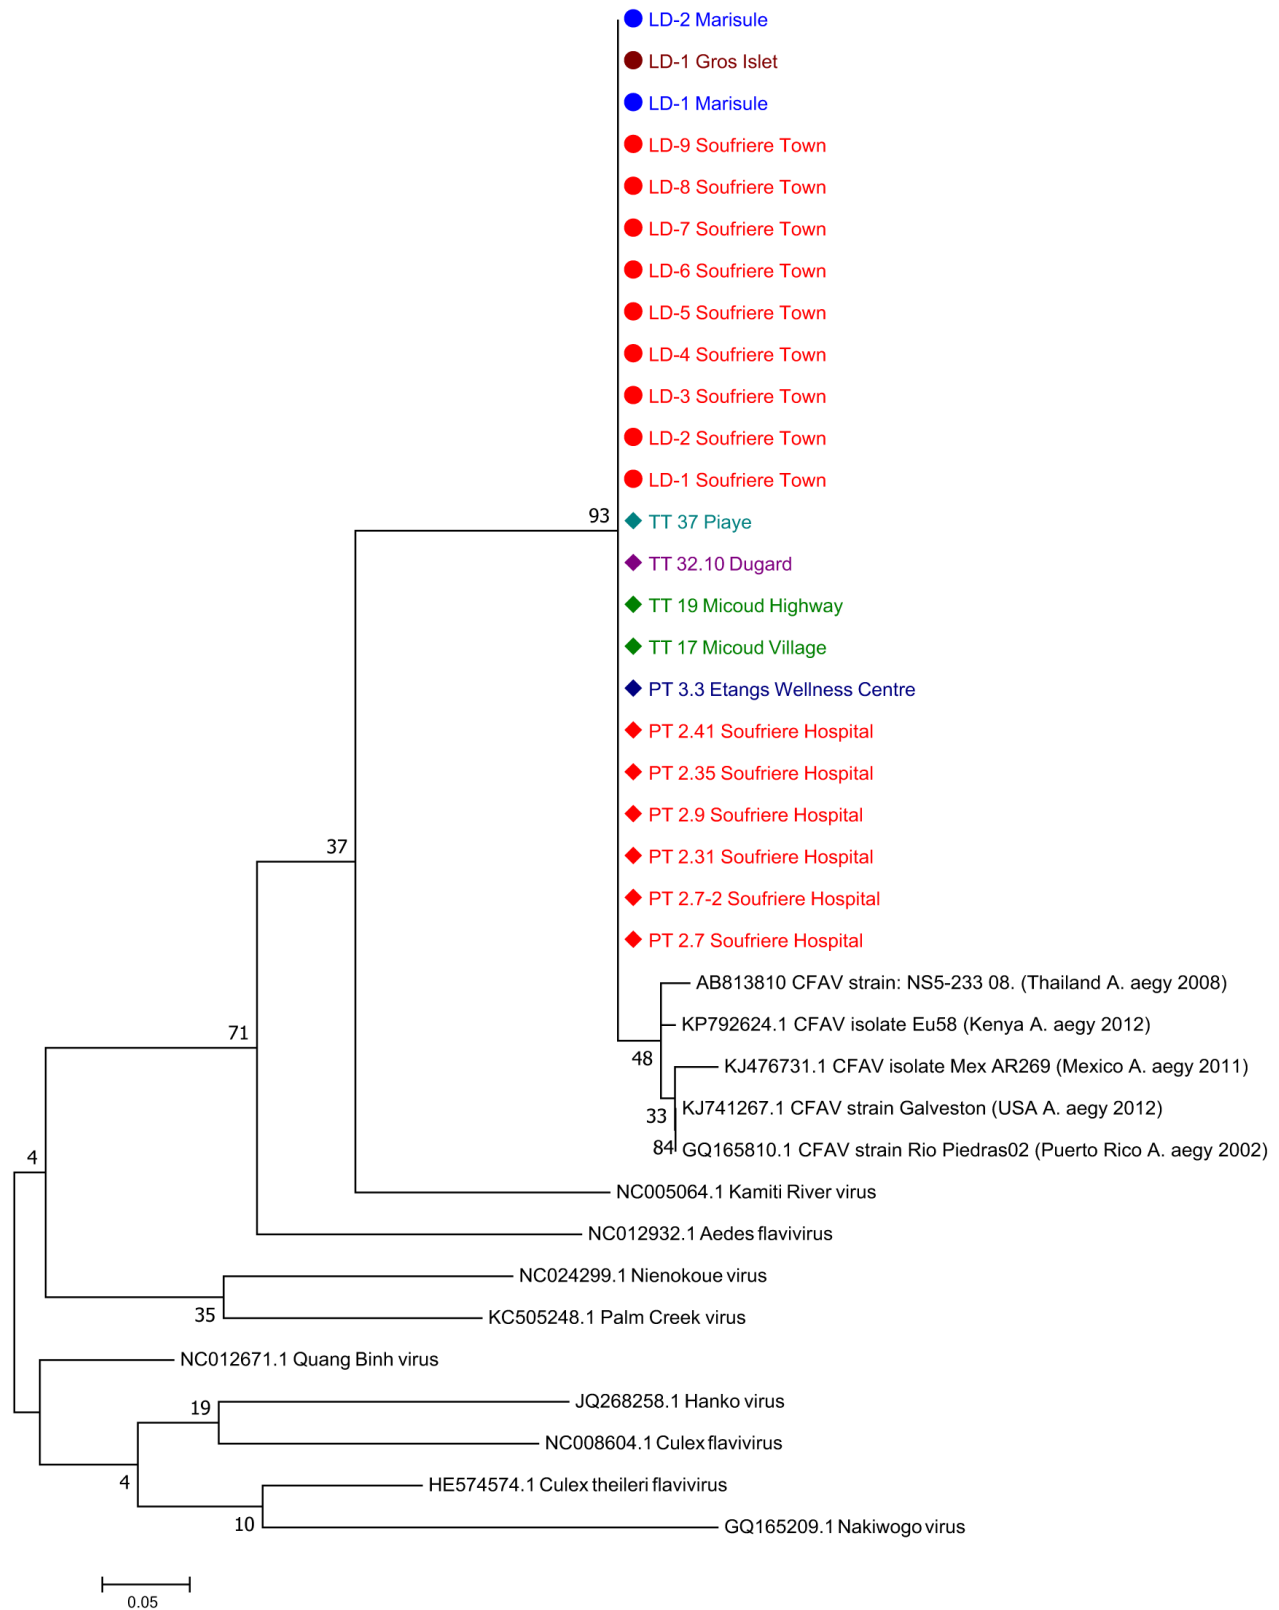 LD-2 Marisule
LD-1 Gros Islet
LD-1 Marisule
LD-9 Soufriere Town
LD-8 Soufriere Town
LD-7 Soufriere Town
LD-6 Soufriere Town
LD-5 Soufriere Town
LD-4 Soufriere Town
LD-3 Soufriere Town
LD-2 Soufriere Town
LD-1 Soufriere Town
93
TT 37 Piaye
TT 32.10 Dugard
TT 19 Micoud Highway
TT 17 Micoud Village
PT 3.3 Etangs Wellness Centre
PT 2.41 Soufriere Hospital
PT 2.35 Soufriere Hospital
PT 2.9 Soufriere Hospital
37
PT 2.31 Soufriere Hospital
PT 2.7-2 Soufriere Hospital
PT 2.7 Soufriere Hospital
AB813810 CFAV strain: NS5-233 08. (Thailand A. aegy 2008)
KP792624.1 CFAV isolate Eu58 (Kenya A. aegy 2012)
71
48
KJ476731.1 CFAV isolate Mex AR269 (Mexico A. aegy 2011)
KJ741267.1 CFAV strain Galveston (USA A. aegy 2012)
33
84
GQ165810.1 CFAV strain Rio Piedras02 (Puerto Rico A. aegy 2002)
4
NC005064.1 Kamiti River virus
NC012932.1 Aedes flavivirus
NC024299.1 Nienokoue virus
35
KC505248.1 Palm Creek virus
NC012671.1 Quang Binh virus
JQ268258.1 Hanko virus
19
NC008604.1 Culex flavivirus
4
HE574574.1 Culex theileri flavivirus
10
GQ165209.1 Nakiwogo virus
0.05